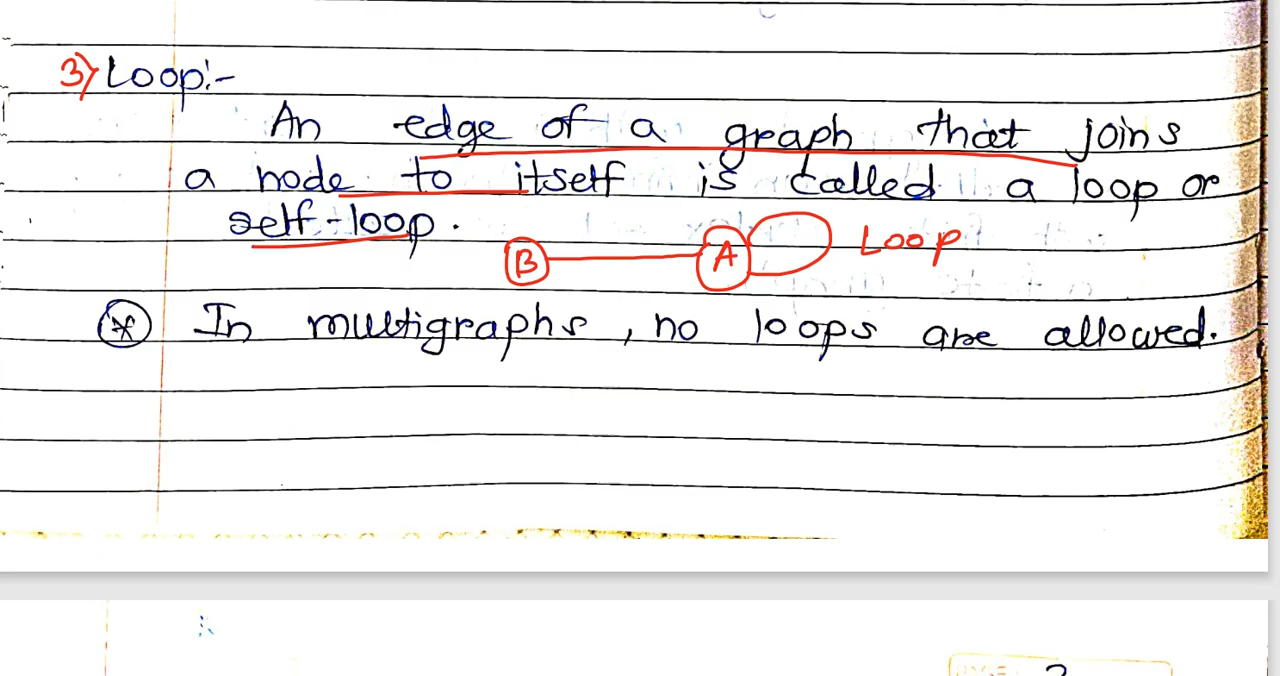 3) Loop:-
An edge of a graph that joins
a node to itself is called a loop or
self-loop.
B A Loop
* In multigraphs, no loops are allowed.
2